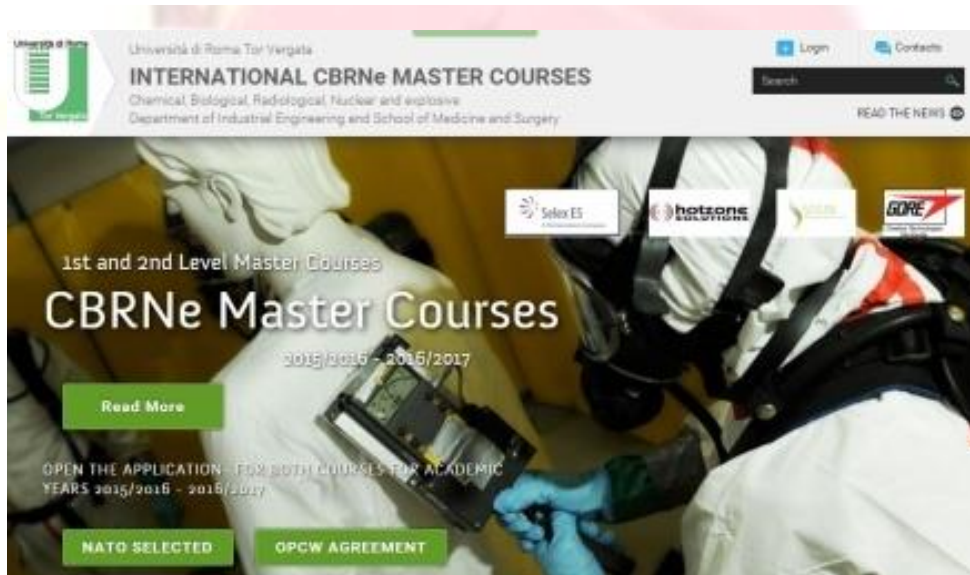 Università di Roma
Tor Vergata
Università di Roma Tor Vergata
INTERNATIONAL CBRNe MASTER COURSES
Chemical, Biological, Radiological, Nuclear and explosive
Department of Industrial Engineering and School of Medicine and Surgery
Login
Contacts
Search
READ THE NEWS
Selex ES
hotzone
SOLUTIONS
GORE
1st and 2nd Level Master Courses
CBRNe Master Courses
2015/2016 - 2016/2017
Read More
OPEN THE APPLICATION FOR BOTH COURSES FOR ACADEMIC
YEARS 2015/2016 - 2016/2017
NATO SELECTED
OPCW AGREEMENT